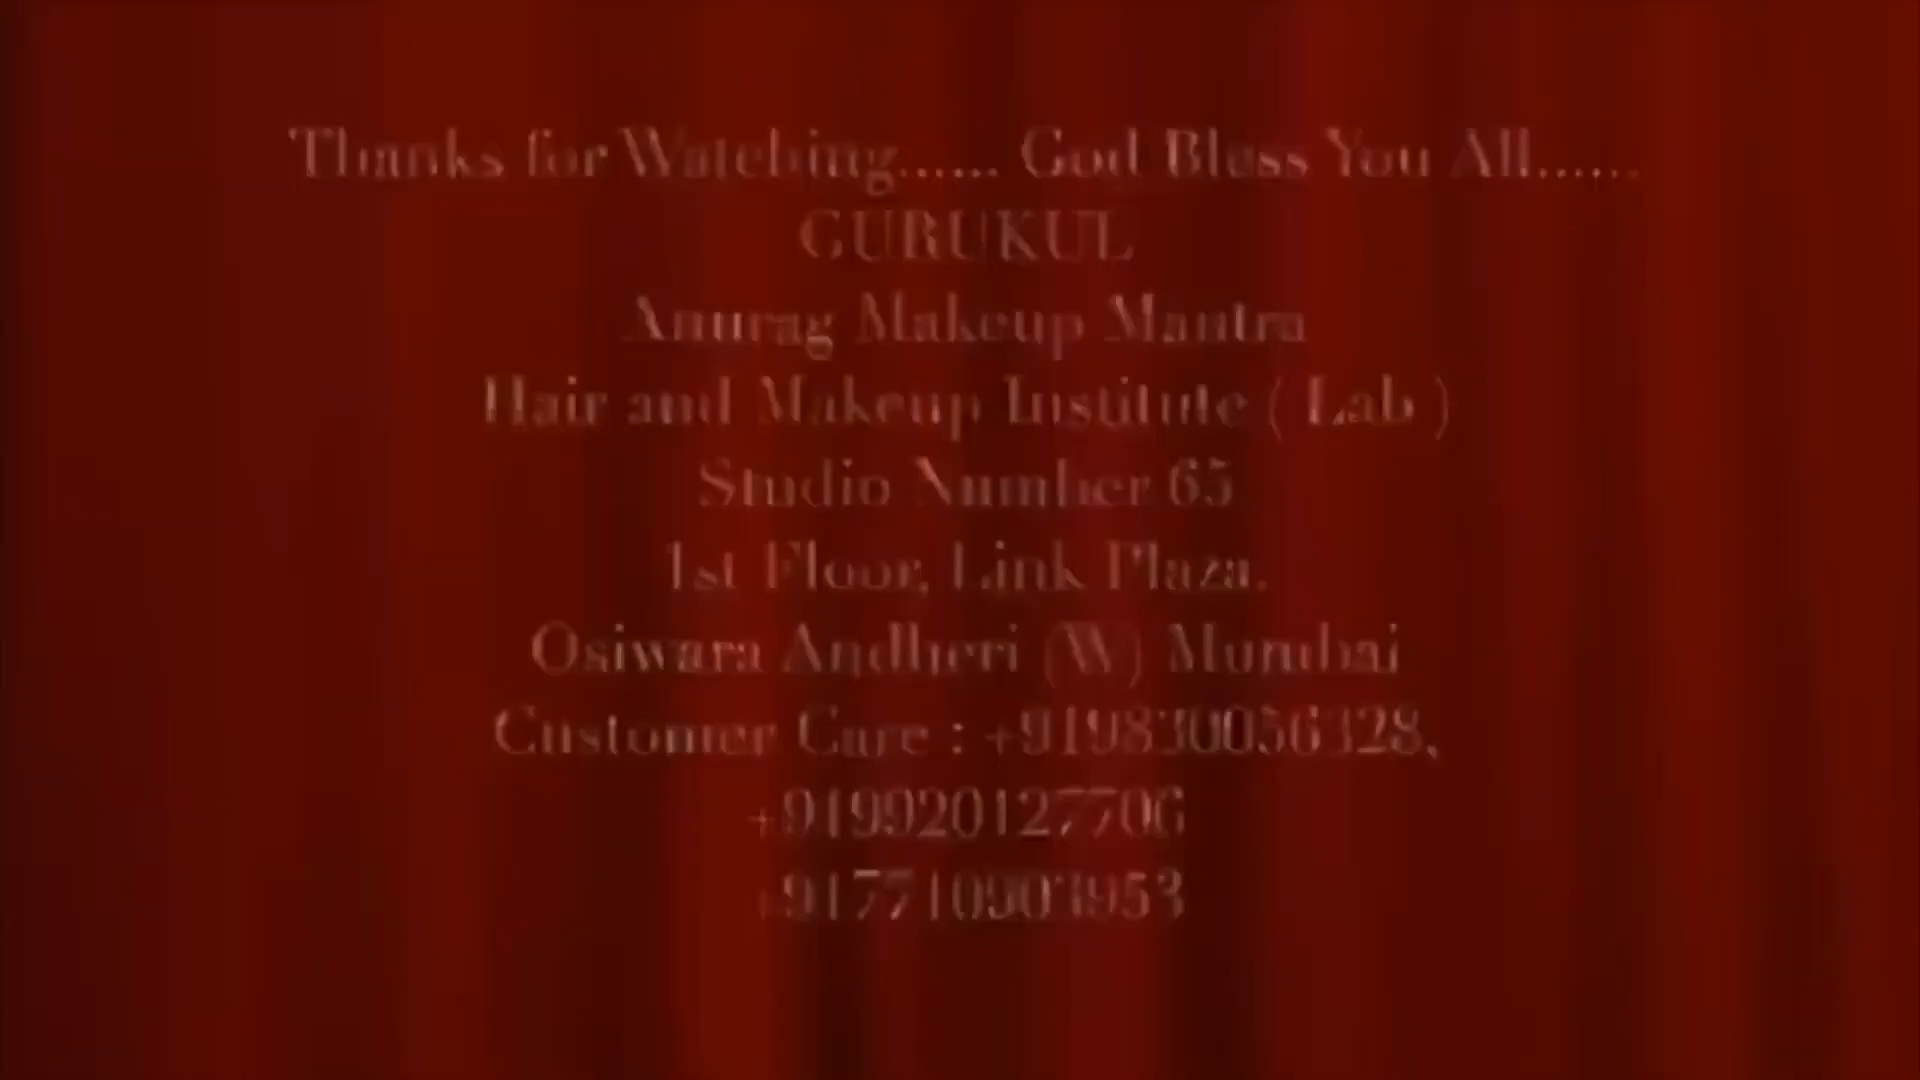 Thanks for Watching...... God Bless You All......
GURUKUL
Anurag Makeup Mantra
Hair and Makeup Institute ( Lab )
Studio Number 65
1st Floor, Link Plaza.
Osiwara Andheri (W) Mumbai
Customer Care : +919830056328,
+919920127706
+917710903953